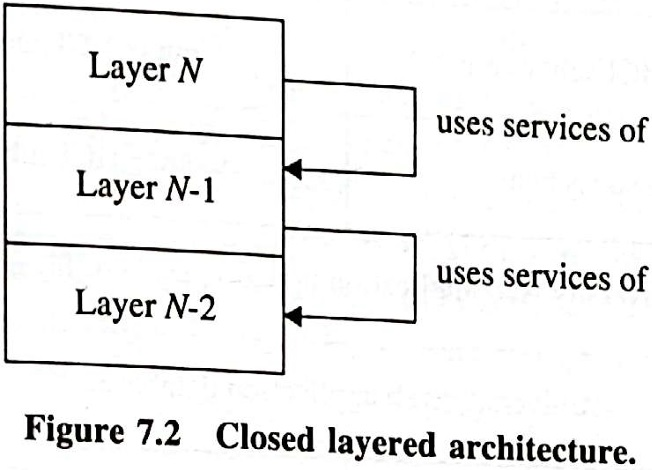 Layer N
uses services of
Layer N-1
uses services of
Layer N-2
Figure 7.2 Closed layered architecture.